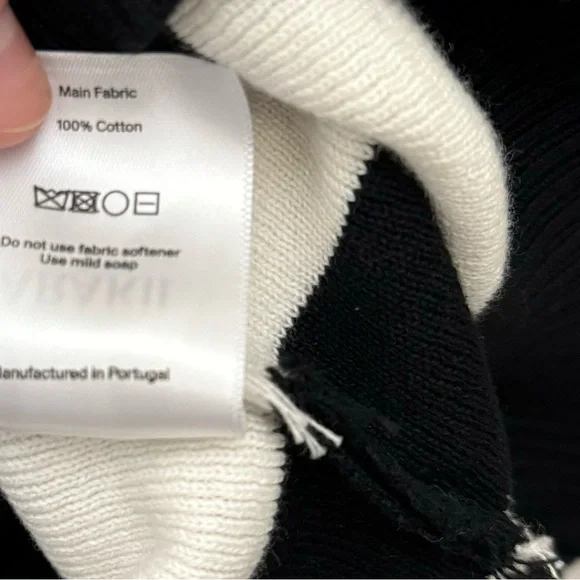 Main Fabric
100% Cotton
Do not use fabric softener
Use mild soap
Manufactured in Portugal